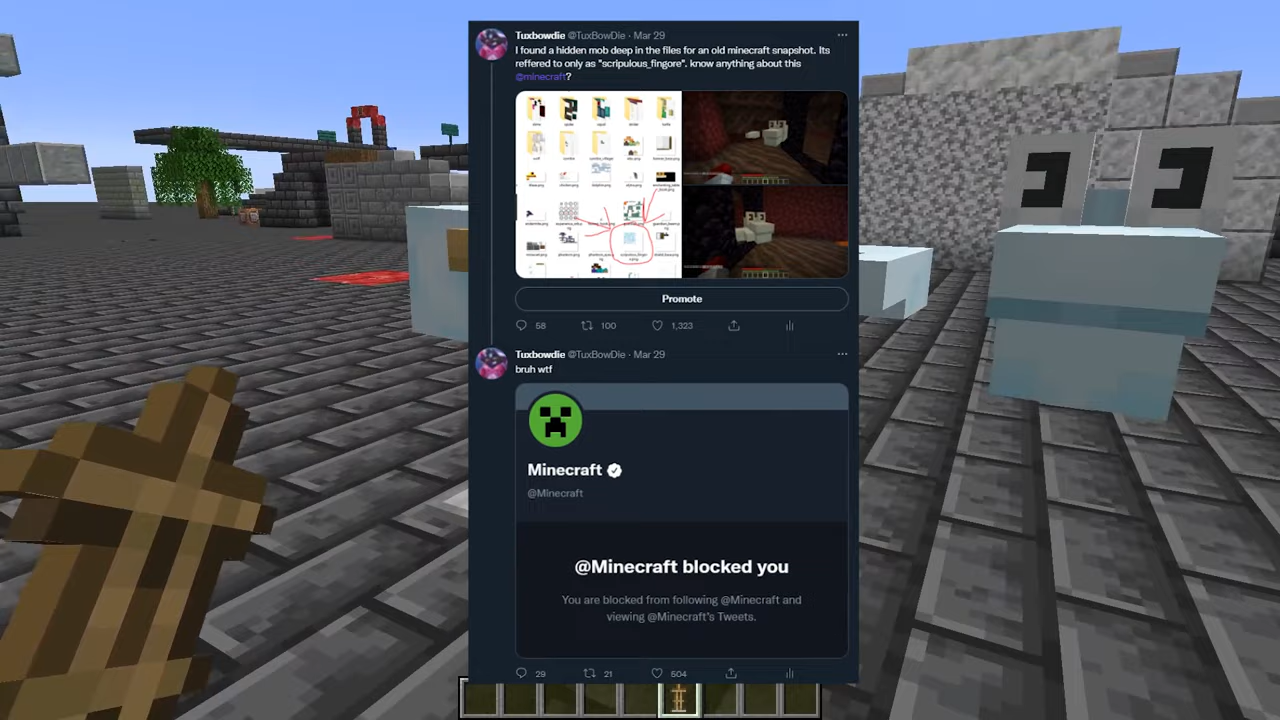 Tuxbowdie @TuxBowDie · Mar 29
I found a hidden mob deep in the files for an old minecraft snapshot. Its
reffered to only as "scripulous_fingore". know anything about this
@minecraft?
Promote
58 100 1,323
Tuxbowdie @TuxBowDie · Mar 29
bruh wtf
Minecraft
@Minecraft
@Minecraft blocked you
You are blocked from following @Minecraft and
viewing @Minecraft's Tweets.
29 21 504